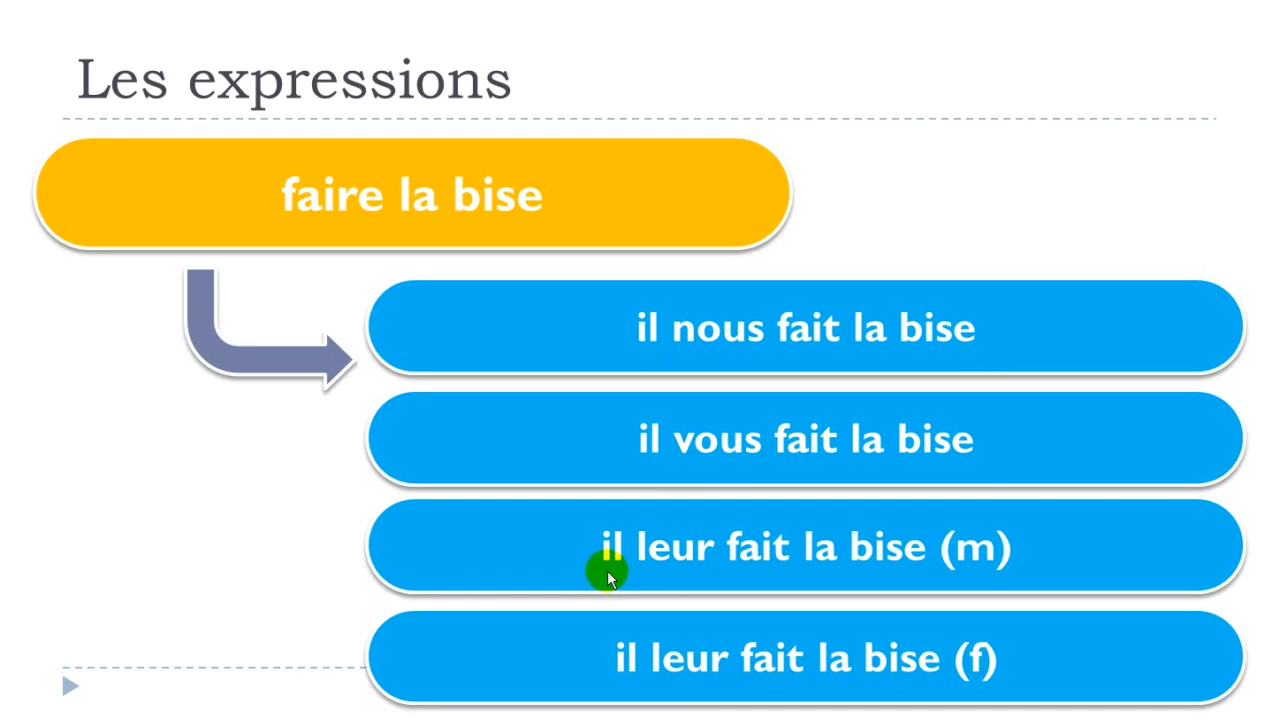 Les expressions
faire la bise
il nous fait la bise
il vous fait la bise
il leur fait la bise (m)
il leur fait la bise (f)